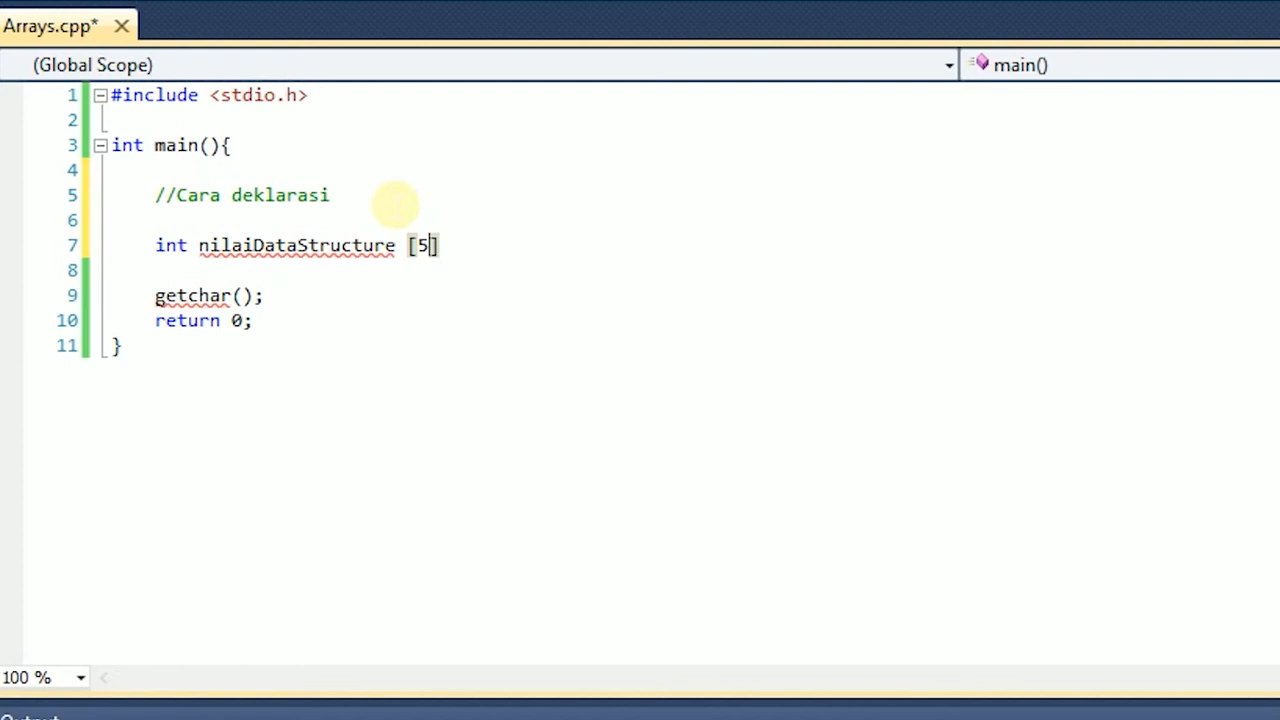 Arrays.cpp*
(Global Scope)
main()
1 #include <stdio.h>
2
3 int main(){
4
5 //Cara deklarasi
6
7 int nilaiDataStructure [5]
8
9 getchar();
10 return 0;
11 }
100 %
Output